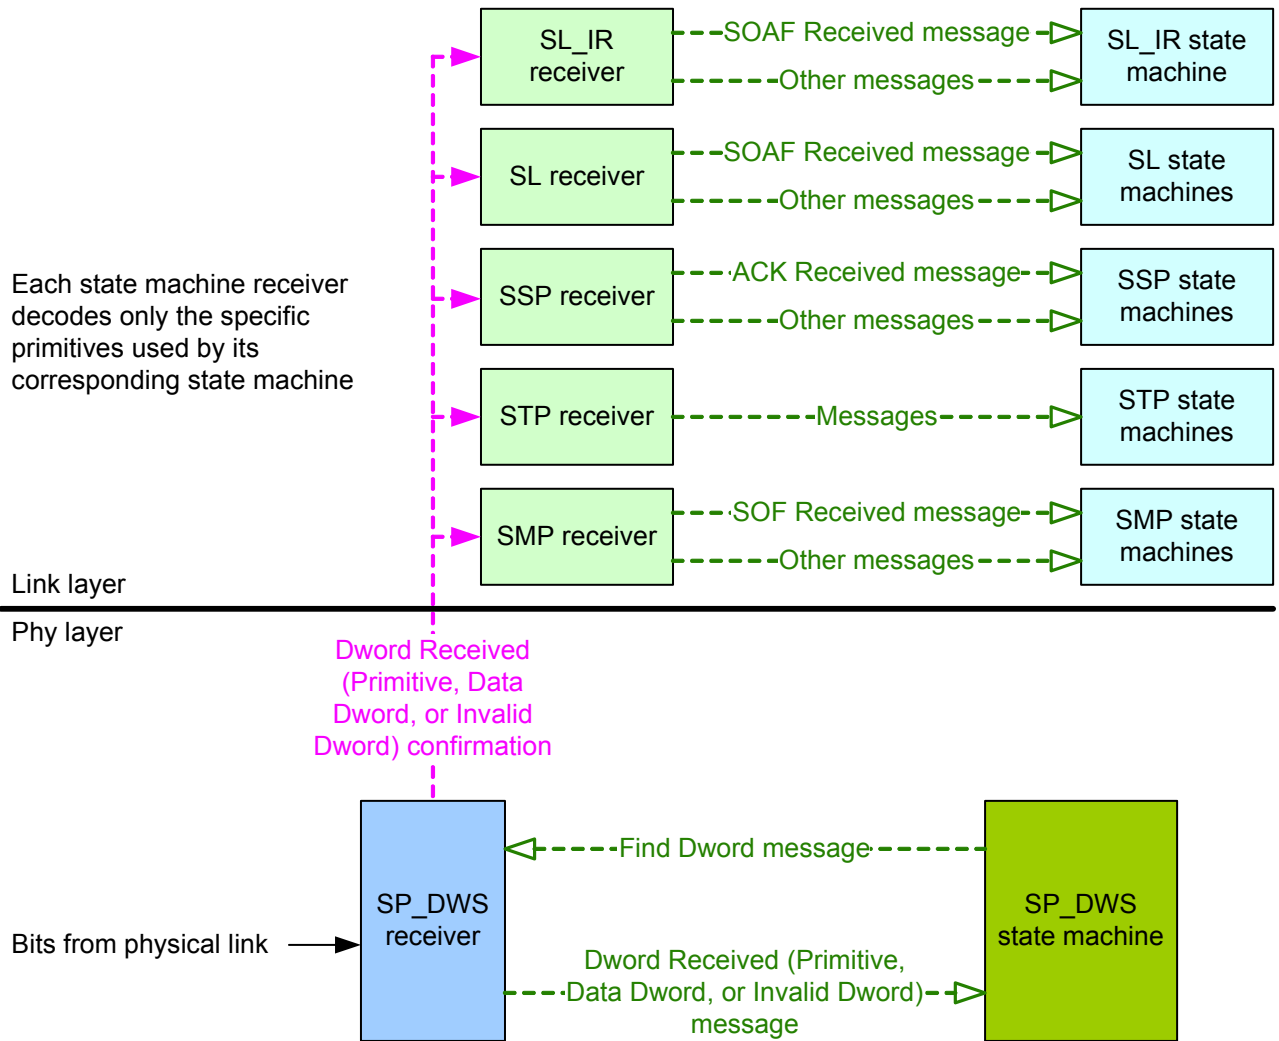 SL_IR
receiver
SOAF Received message
Other messages
SL_IR state
machine
SL receiver
SOAF Received message
Other messages
SL state
machines
Each state machine receiver
decodes only the specific
primitives used by its
corresponding state machine
SSP receiver
ACK Received message
Other messages
SSP state
machines
STP receiver
Messages
STP state
machines
SMP receiver
SOF Received message
Other messages
SMP state
machines
Link layer
Phy layer
Dword Received
(Primitive, Data
Dword, or Invalid
Dword) confirmation
Bits from physical link
SP_DWS
receiver
Find Dword message
Dword Received (Primitive,
Data Dword, or Invalid Dword)
message
SP_DWS
state machine